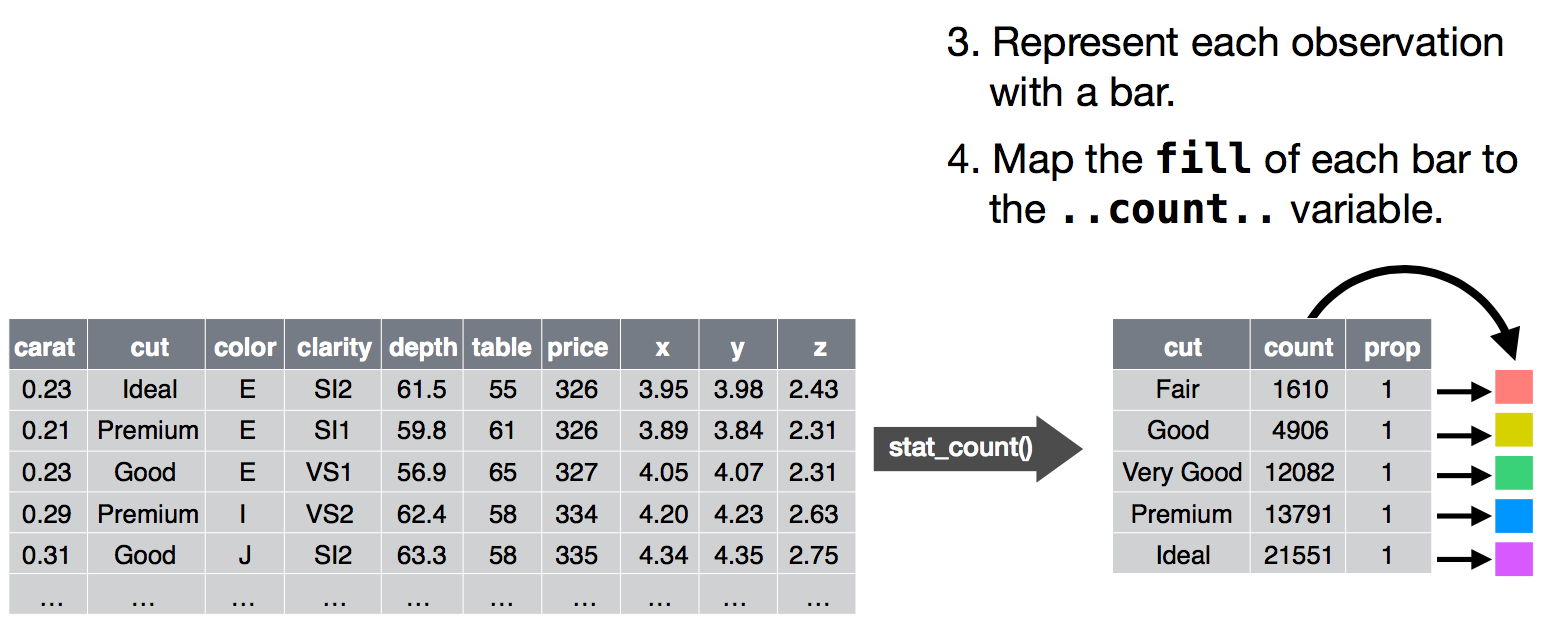 3. Represent each observation
with a bar.
4. Map the fill of each bar to
the ..count.. variable.
carat cut color clarity depth table price x y z
0.23 Ideal E SI2 61.5 55 326 3.95 3.98 2.43
0.21 Premium E SI1 59.8 61 326 3.89 3.84 2.31
0.23 Good E VS1 56.9 65 327 4.05 4.07 2.31
0.29 Premium I VS2 62.4 58 334 4.20 4.23 2.63
0.31 Good J SI2 63.3 58 335 4.34 4.35 2.75
... ... ... ... ... ... ... ... ... ...
stat_count()
cut count prop
Fair 1610 1
Good 4906 1
Very Good 12082 1
Premium 13791 1
Ideal 21551 1